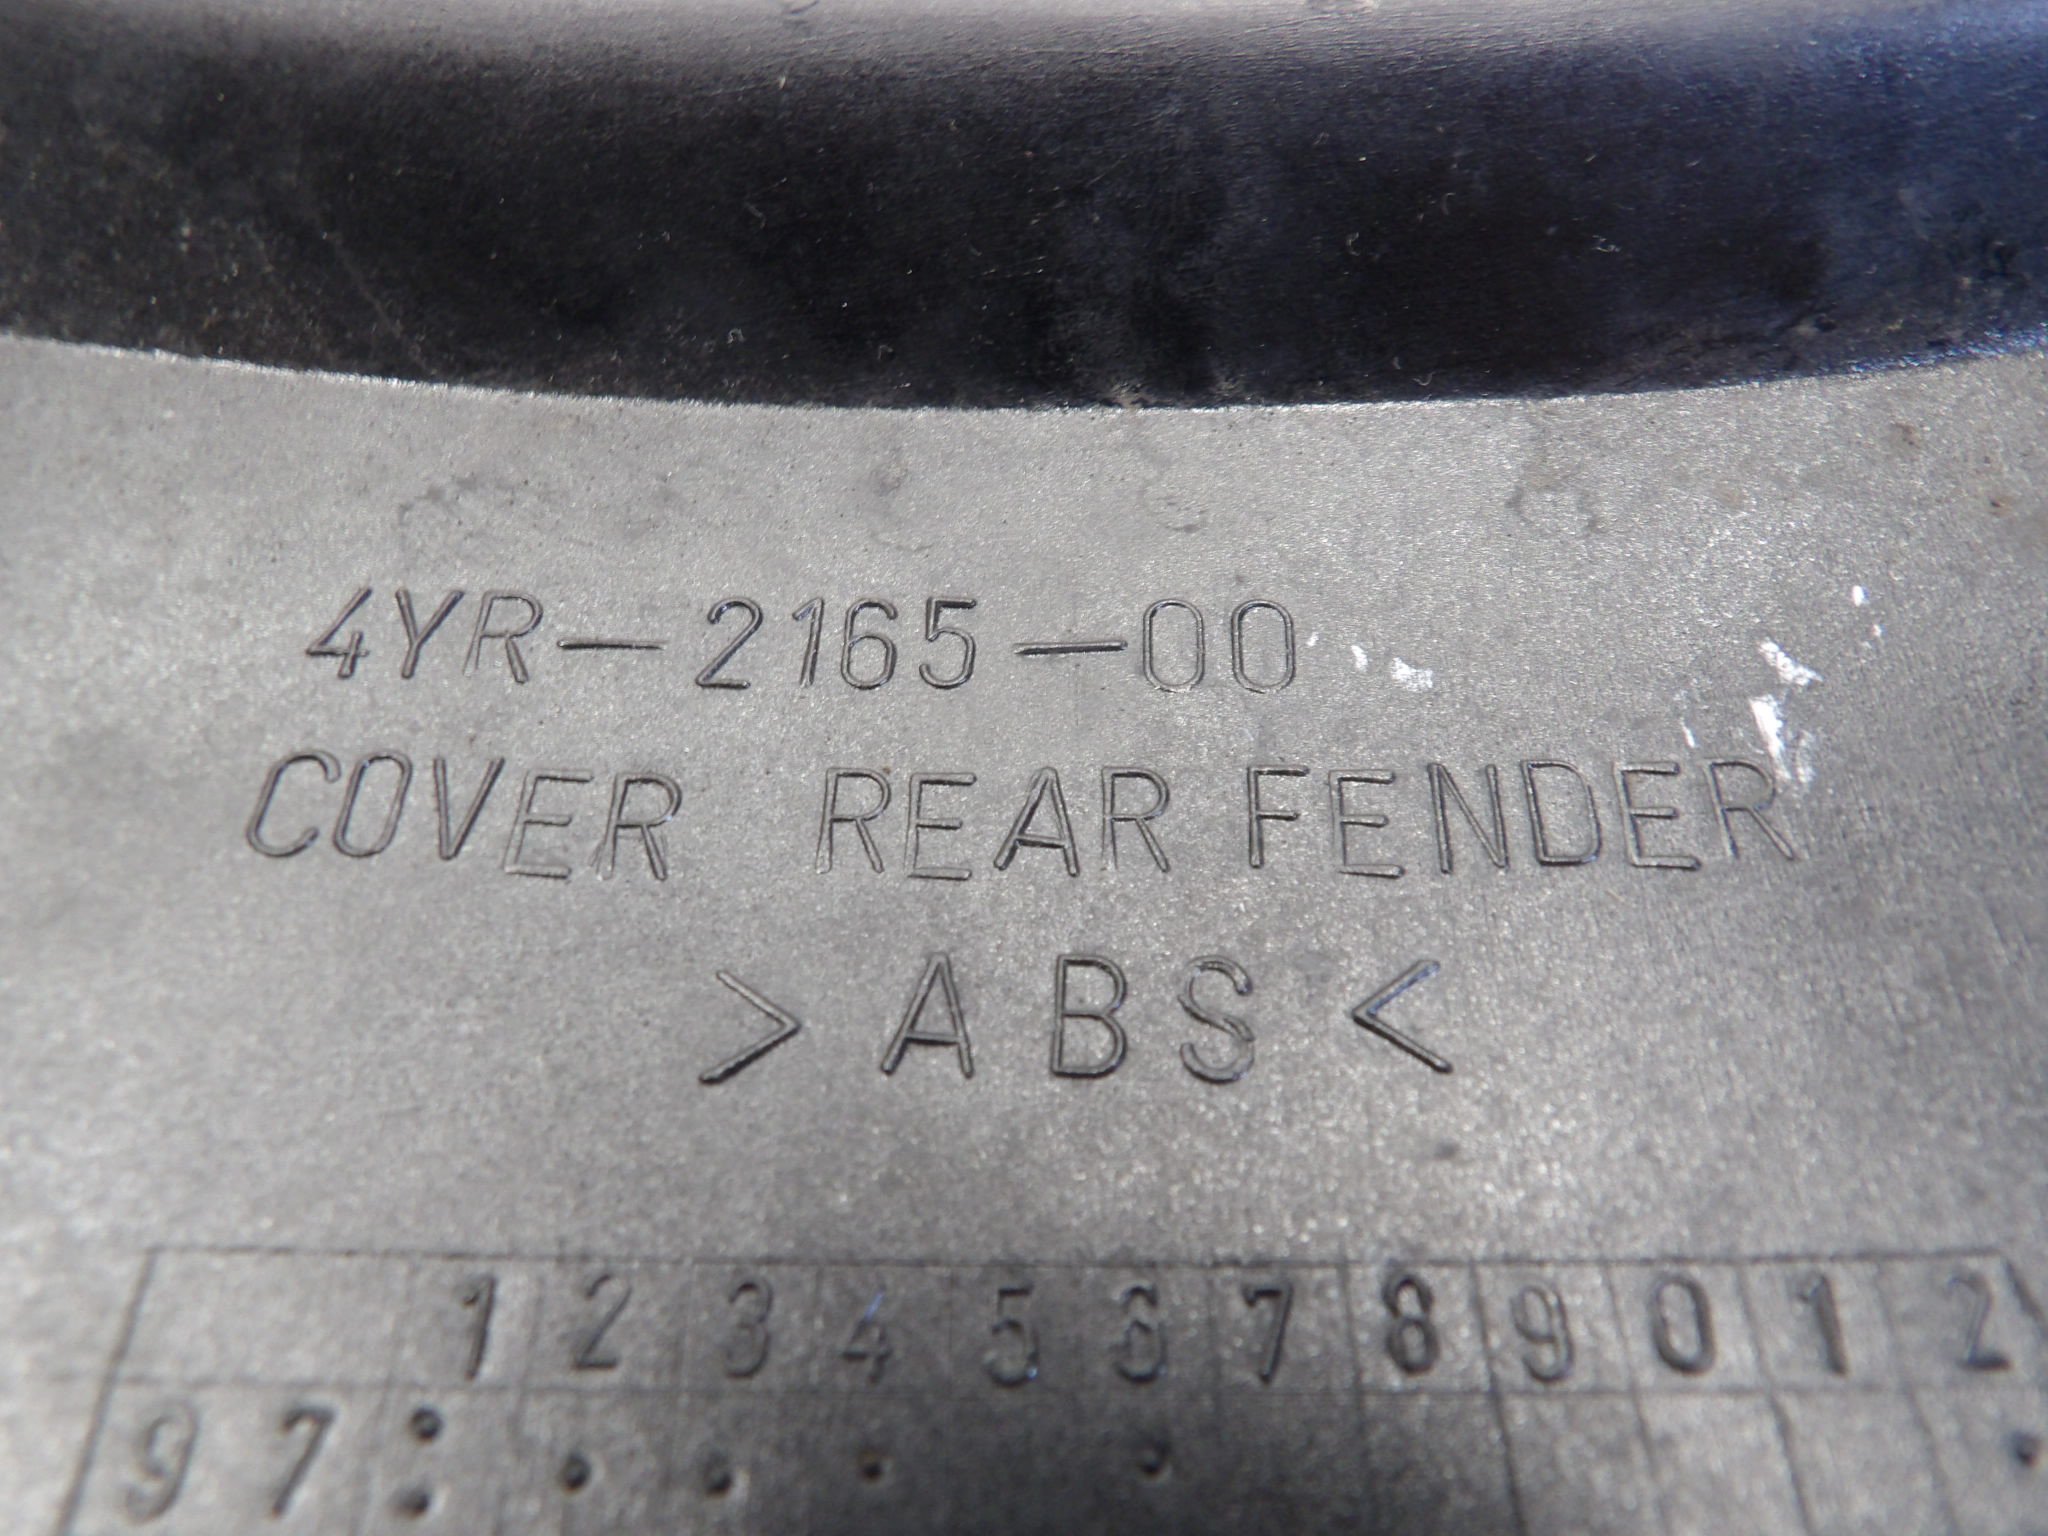 4YR-2165-00
COVER REAR FENDER
>ABS<
1 2 3 4 5 6 7 8 9 0 1 2
97